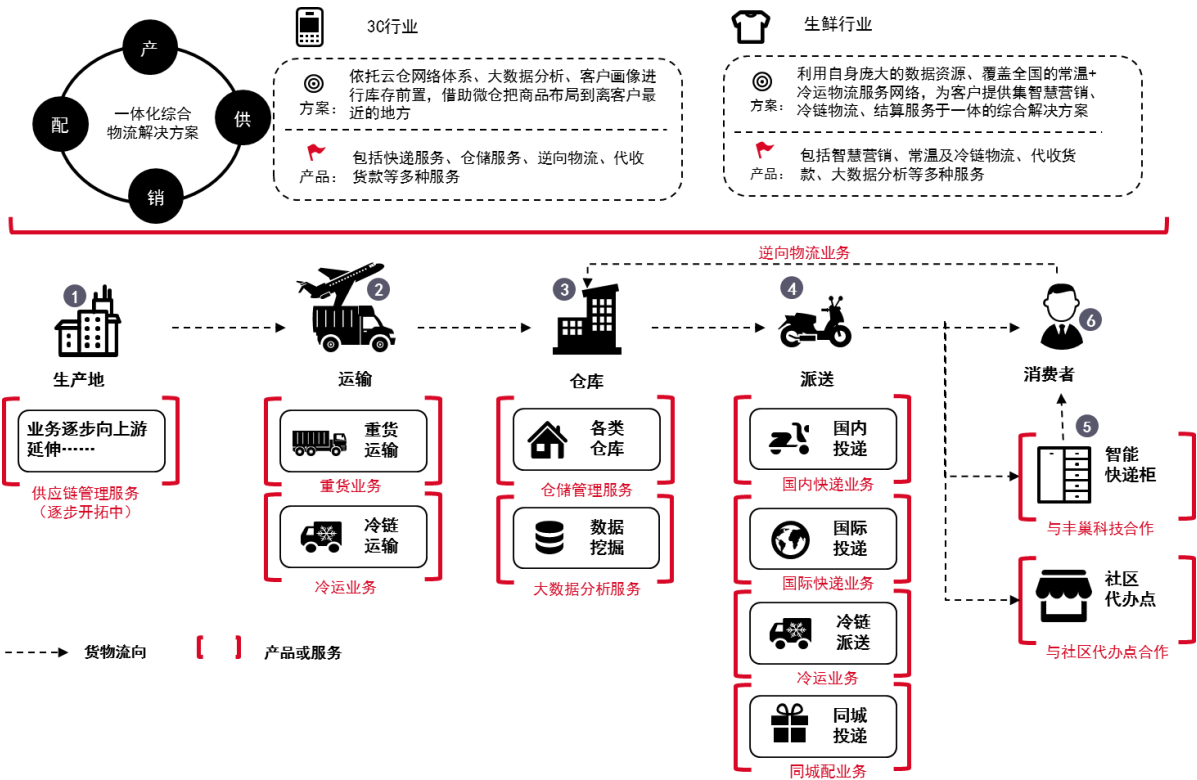 产
配
供
销
一体化综合
物流解决方案
3C行业
方案：
依托云仓网络体系、大数据分析、客户画像进
行库存前置，借助微仓把商品布局到离客户最
近的地方
产品：
包括快递服务、仓储服务、逆向物流、代收
货款等多种服务
生鲜行业
方案：
利用自身庞大的数据资源、覆盖全国的常温+
冷运物流服务网络，为客户提供集智慧营销、
冷链物流、结算服务于一体的综合解决方案
产品：
包括智慧营销、常温及冷链物流、代收货
款、大数据分析等多种服务
逆向物流业务
1
2
3
4
6
生产地
运输
仓库
派送
消费者
业务逐步向上游
延伸······
供应链管理服务
（逐步开拓中）
重货
运输
重货业务
冷链
运输
冷运业务
各类
仓库
仓储管理服务
数据
挖掘
大数据分析服务
国内
投递
国内快递业务
国际
投递
国际快递业务
冷链
派送
冷运业务
同城
投递
同城配业务
5
智能
快递柜
与丰巢科技合作
社区
代办点
与社区代办点合作
货物流向
产品或服务